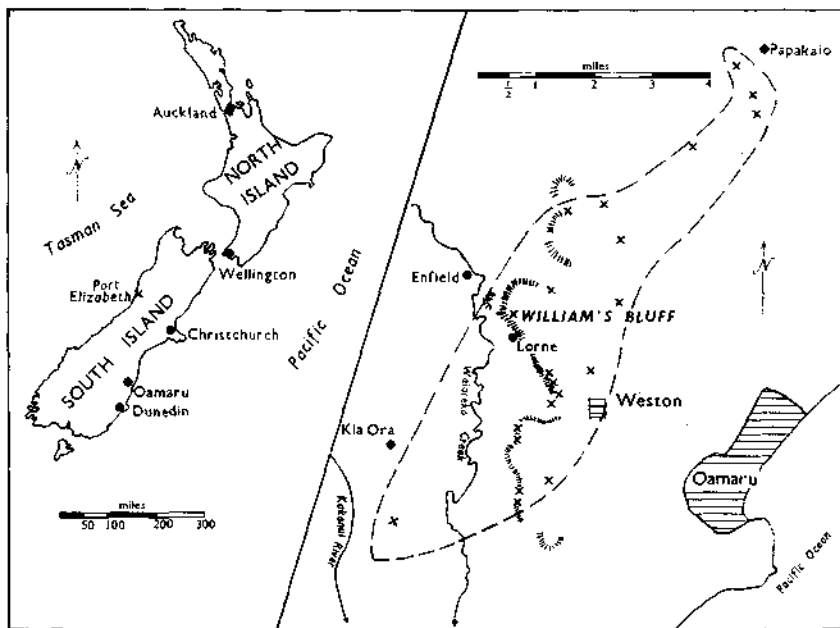 Auckland
NORTH
ISLAND
N
Tasman Sea
Wellington
Port
Elizabeth
SOUTH ISLAND
Christchurch
Oamaru
Dunedin
Pacific Ocean
miles
50 100 200 300
miles
1/2 1 2 3 4
Papakaio
N
Enfield
WILLIAM'S BLUFF
Lorne
Creek
Weston
Kia Ora
Kakanui River
Oamaru
Pacific Ocean